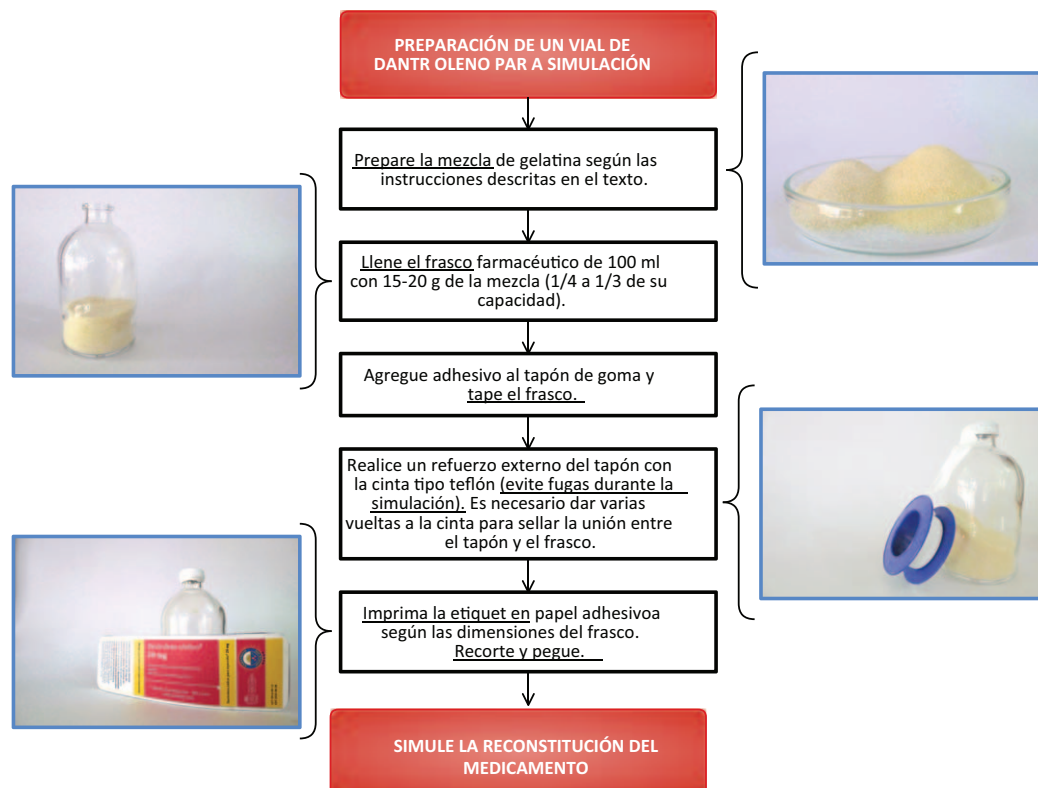 PREPARACIÓN DE UN VIAL DE
DANTR OLENO PAR A SIMULACIÓN
Prepare la mezcla de gelatina según las
instrucciones descritas en el texto.
Llene el frasco farmacéutico de 100 ml
con 15-20 g de la mezcla (1/4 a 1/3 de su
capacidad).
Agregue adhesivo al tapón de goma y
tape el frasco.
Realice un refuerzo externo del tapón con
la cinta tipo teflón (evite fugas durante la
simulación). Es necesario dar varias
vueltas a la cinta para sellar la unión entre
el tapón y el frasco.
Imprima la etiquet en papel adhesivoa
según las dimensiones del frasco.
Recorte y pegue.
20 mg
SIMULE LA RECONSTITUCIÓN DEL
MEDICAMENTO